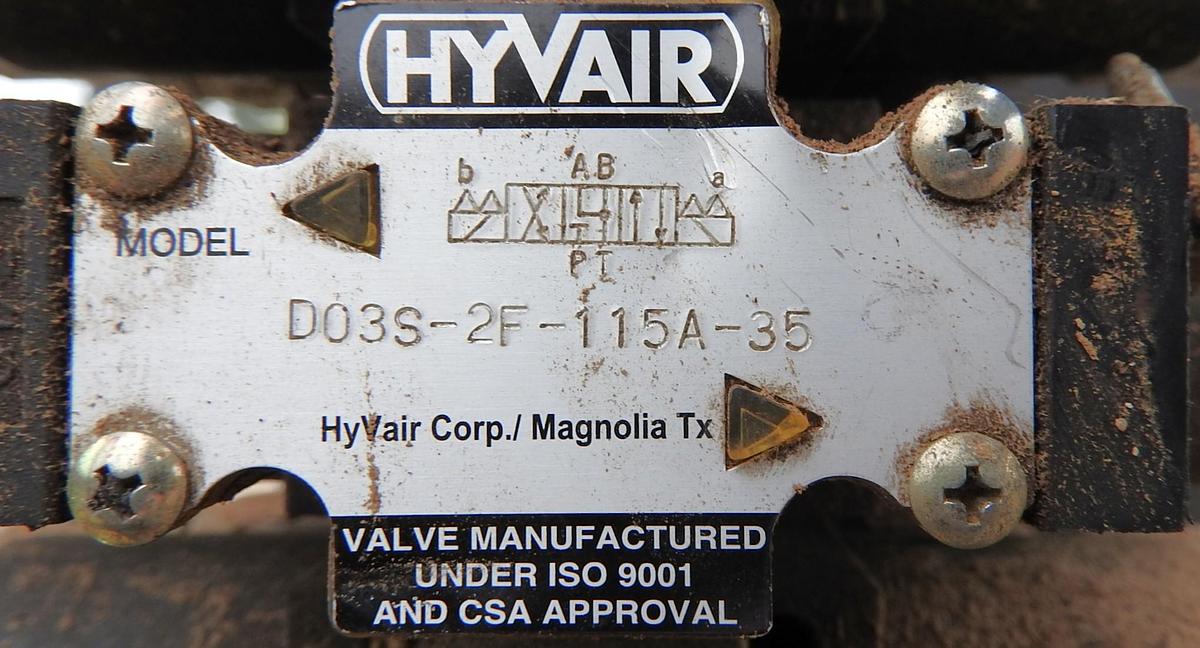 HYVAIR
b AB a
MODEL
PT
D03S-2F-115A-35
HyVair Corp./ Magnolia Tx
VALVE MANUFACTURED
UNDER ISO 9001
AND CSA APPROVAL